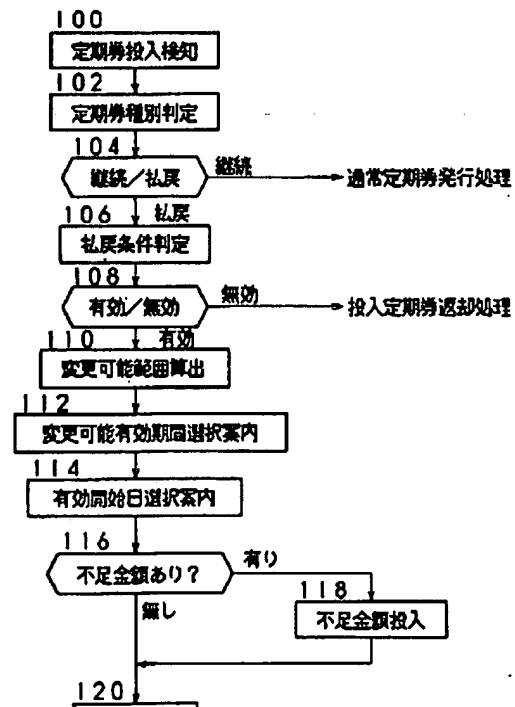 100
定期券投入検知
102
定期券種別判定
104
継続／払戻
継続
通常定期券発行処理
106
払戻
払戻条件判定
108
有効／無効
無効
投入定期券返却処理
110
有効
変更可能範囲算出
112
変更可能有効期間選択案内
114
有効開始日選択案内
116
不足金額あり？
有り
118
不足金額投入
無し
120